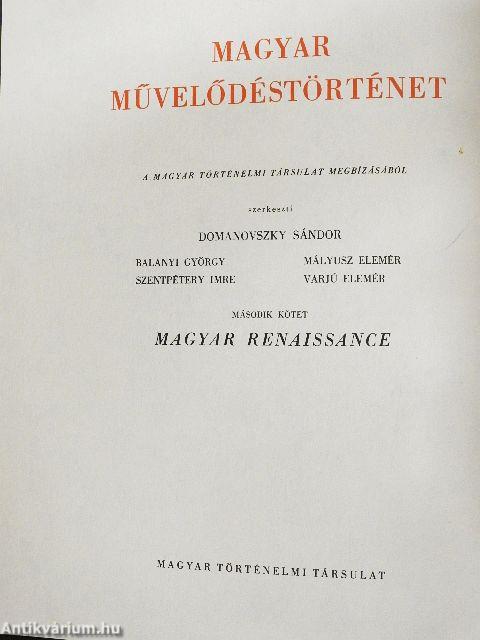 MAGYAR
MŰVELŐDÉSTÖRTÉNET
A MAGYAR TÖRTÉNELMI TÁRSULAT MEGBÍZÁSÁBÓL
szerkeszti
DOMANOVSZKY SÁNDOR
BALANYI GYÖRGY MÁLYUSZ ELEMÉR
SZENTPÉTERY IMRE VARJÚ ELEMÉR
MÁSODIK KÖTET
MAGYAR RENAISSANCE
MAGYAR TÖRTÉNELMI TÁRSULAT
Antikvárium.hu